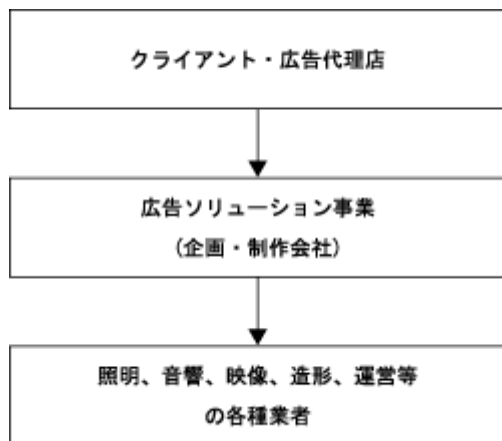 クライアント・広告代理店
広告ソリューション事業
(企画・制作会社)
照明、音響、映像、造形、運営等
の各種業者